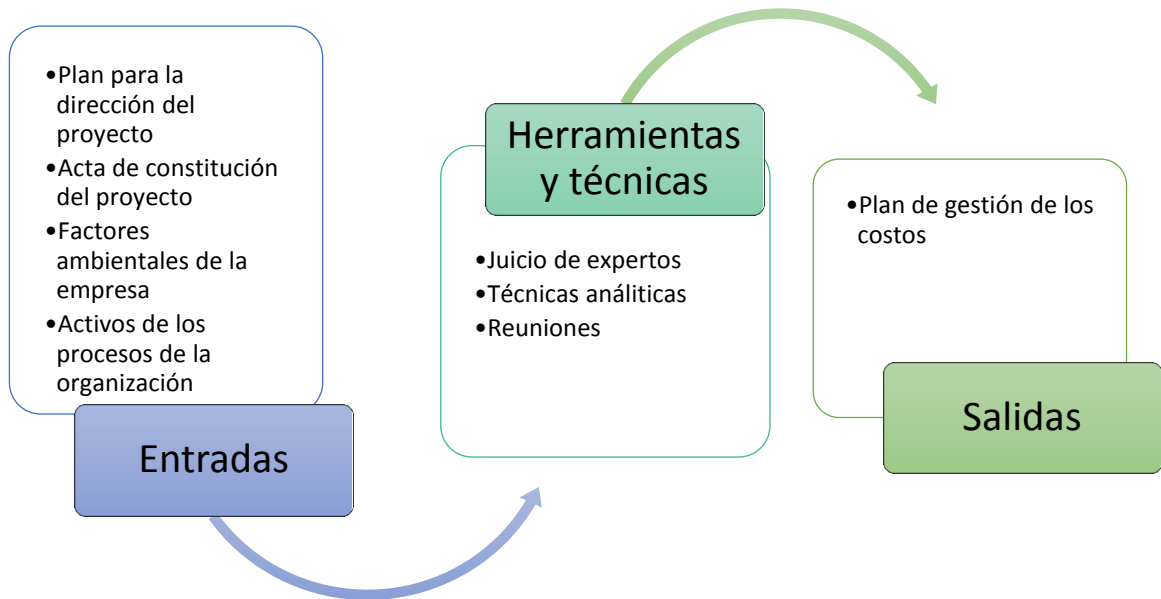 •Plan para la
dirección del
proyecto
•Acta de constitución
del proyecto
•Factores
ambientales de la
empresa
•Activos de los
procesos de la
organización
Entradas
Herramientas
y técnicas
•Juicio de expertos
•Técnicas análiticas
•Reuniones
•Plan de gestión de los
costos
Salidas